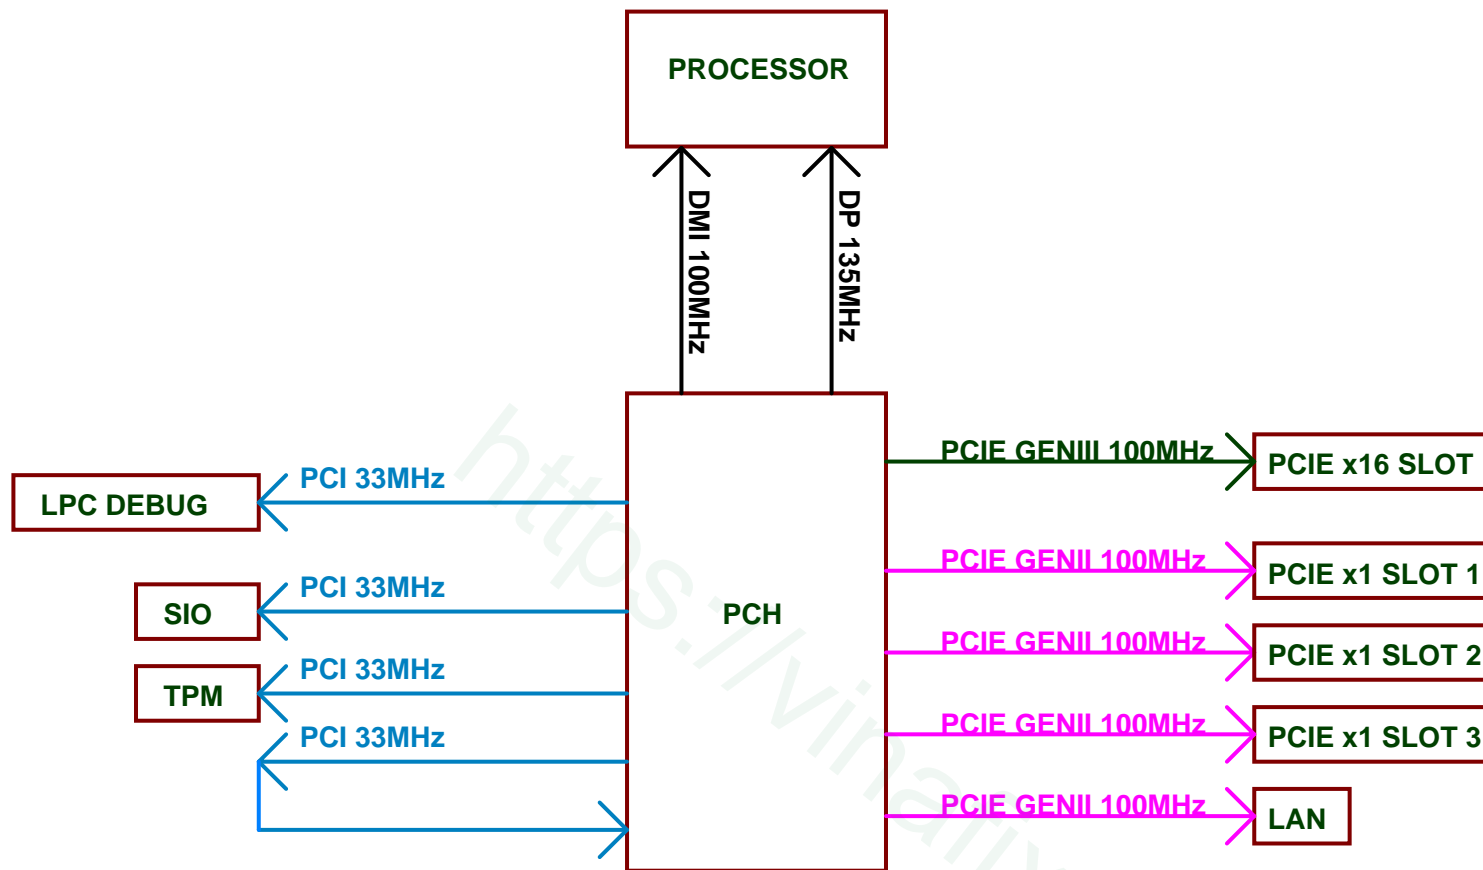 PROCESSOR
DMI 100MHz
DP 135MHz
PCIE GENIII 100MHz
PCIE x16 SLOT
PCI 33MHz
LPC DEBUG
PCIE GENII 100MHz
PCIE x1 SLOT 1
PCI 33MHz
SIO
PCH
PCIE GENII 100MHz
PCIE x1 SLOT 2
PCI 33MHz
TPM
PCIE GENII 100MHz
PCIE x1 SLOT 3
PCI 33MHz
PCIE GENII 100MHz
LAN
https://vinafix